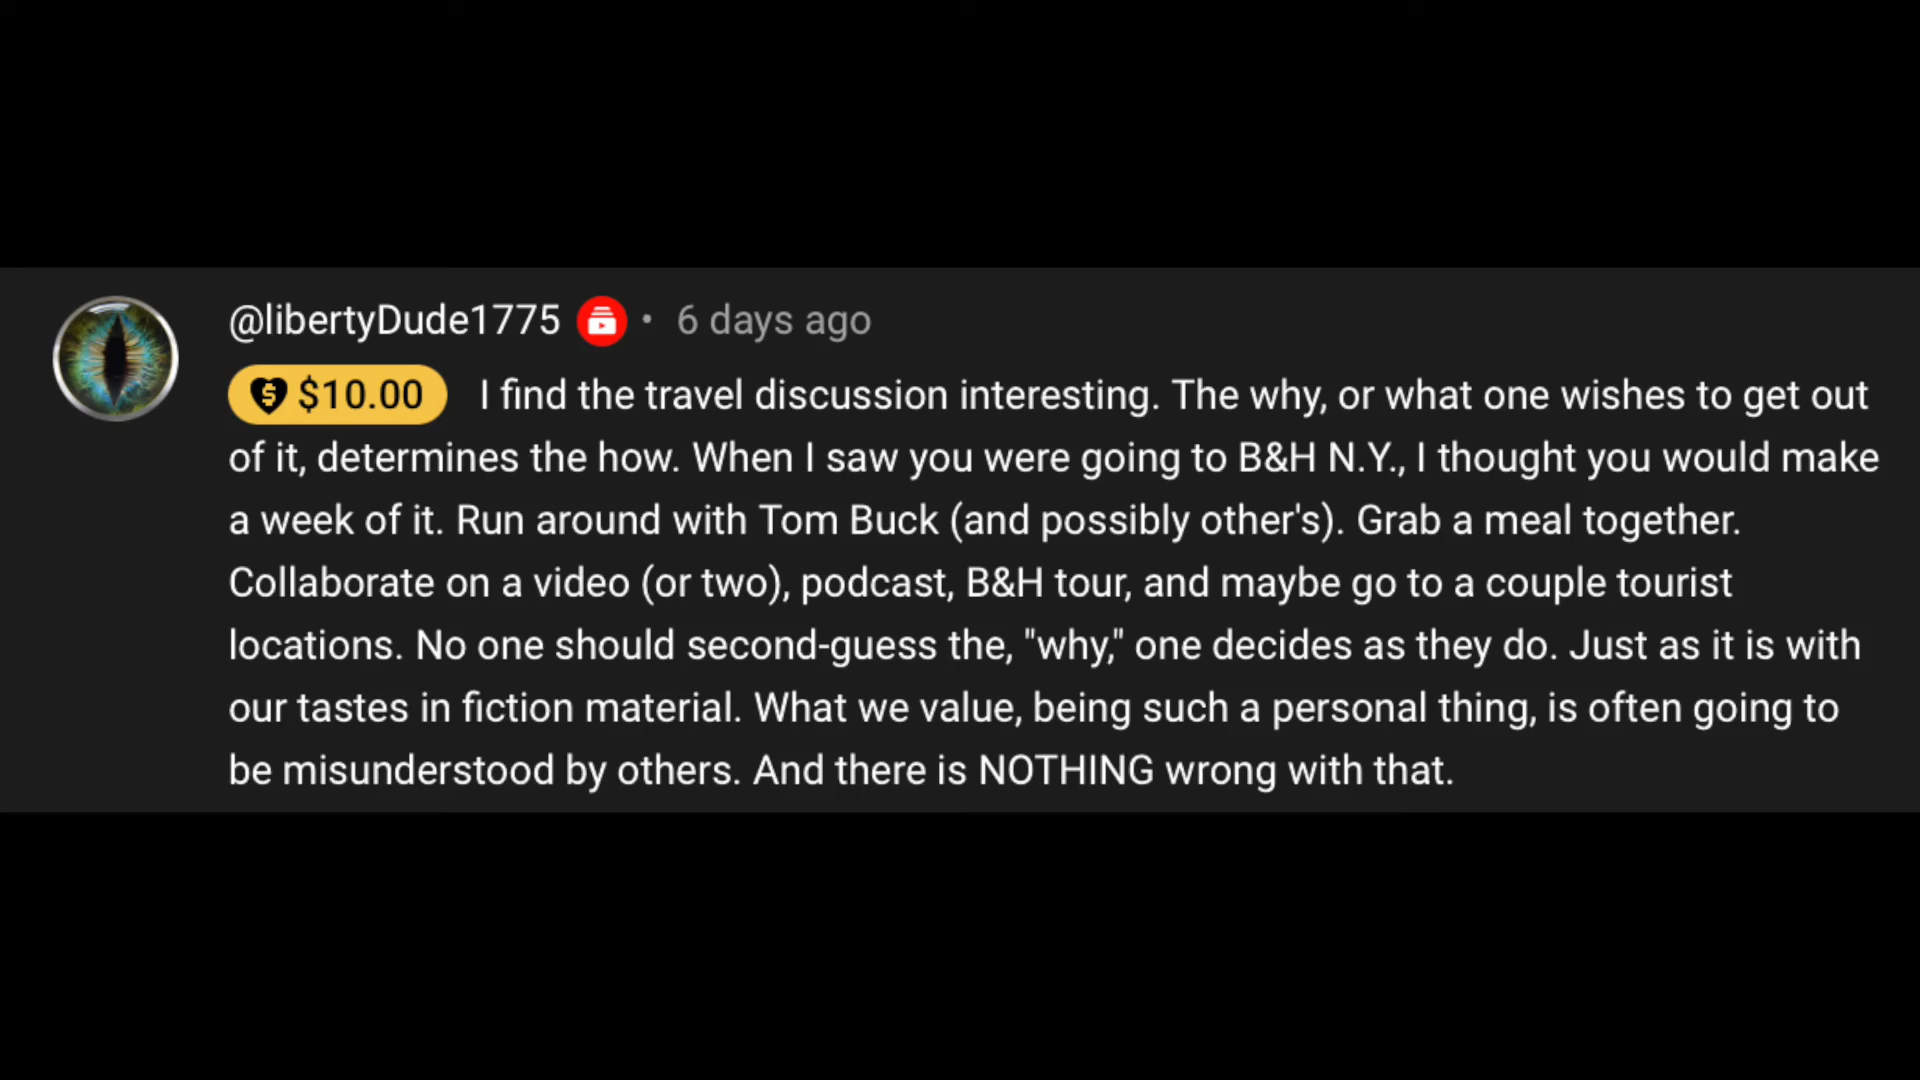 @libertyDude1775 • 6 days ago
$10.00 I find the travel discussion interesting. The why, or what one wishes to get out
of it, determines the how. When I saw you were going to B&H N.Y., I thought you would make
a week of it. Run around with Tom Buck (and possibly other's). Grab a meal together.
Collaborate on a video (or two), podcast, B&H tour, and maybe go to a couple tourist
locations. No one should second-guess the, "why," one decides as they do. Just as it is with
our tastes in fiction material. What we value, being such a personal thing, is often going to
be misunderstood by others. And there is NOTHING wrong with that.